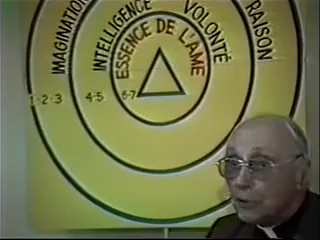 IMAGINATION
RAISON
INTELLIGENCE
VOLONTÉ
ESSENCE DE L'AME
1-2-3
4-5
6-7